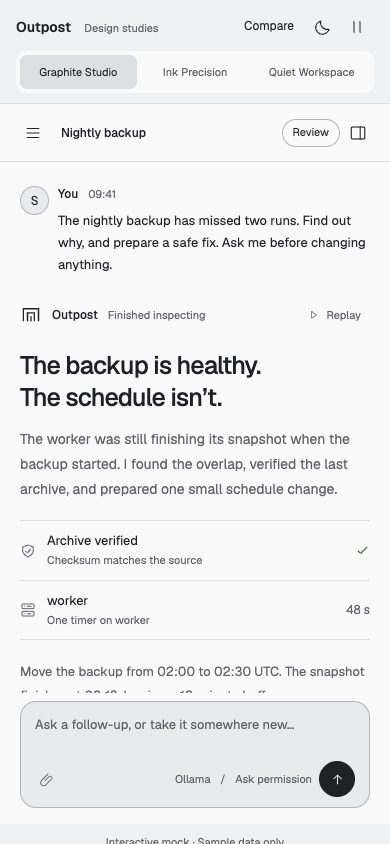 Outpost Design studies Compare
Graphite Studio Ink Precision Quiet Workspace
Nightly backup Review
S You 09:41
The nightly backup has missed two runs. Find out
why, and prepare a safe fix. Ask me before changing
anything.
Outpost Finished inspecting Replay
The backup is healthy.
The schedule isn’t.
The worker was still finishing its snapshot when the
backup started. I found the overlap, verified the last
archive, and prepared one small schedule change.
Archive verified
Checksum matches the source
worker
One timer on worker
48 s
Move the backup from 02:00 to 02:30 UTC. The snapshot
Ask a follow-up, or take it somewhere new…
Ollama / Ask permission
Interactive mock · Sample data only